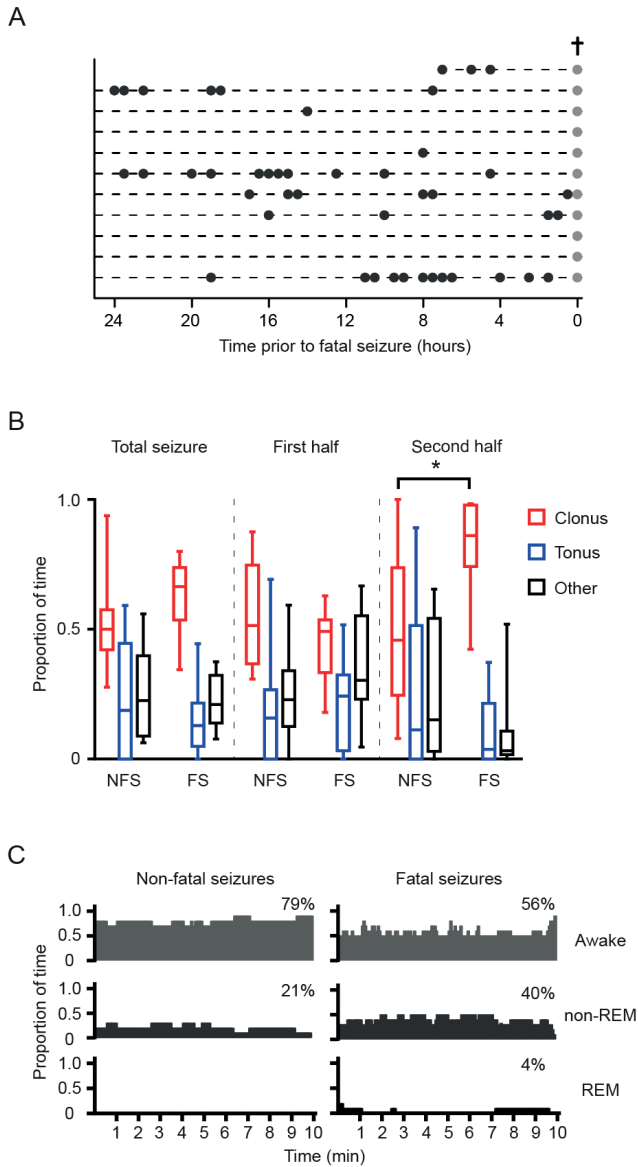 A
†
24 20 16 12 8 4 0
Time prior to fatal seizure (hours)
B
Total seizure First half Second half
*
1.0
0.5
0
Proportion of time
Clonus
Tonus
Other
NFS FS NFS FS NFS FS
C
Non-fatal seizures Fatal seizures
79% 56%
1.0
0.5
0
Awake
21% 40%
1.0
0.5
0
non-REM
4%
1.0
0.5
0
REM
Proportion of time
1 2 3 4 5 6 7 8 9 10 1 2 3 4 5 6 7 8 9 10
Time (min)